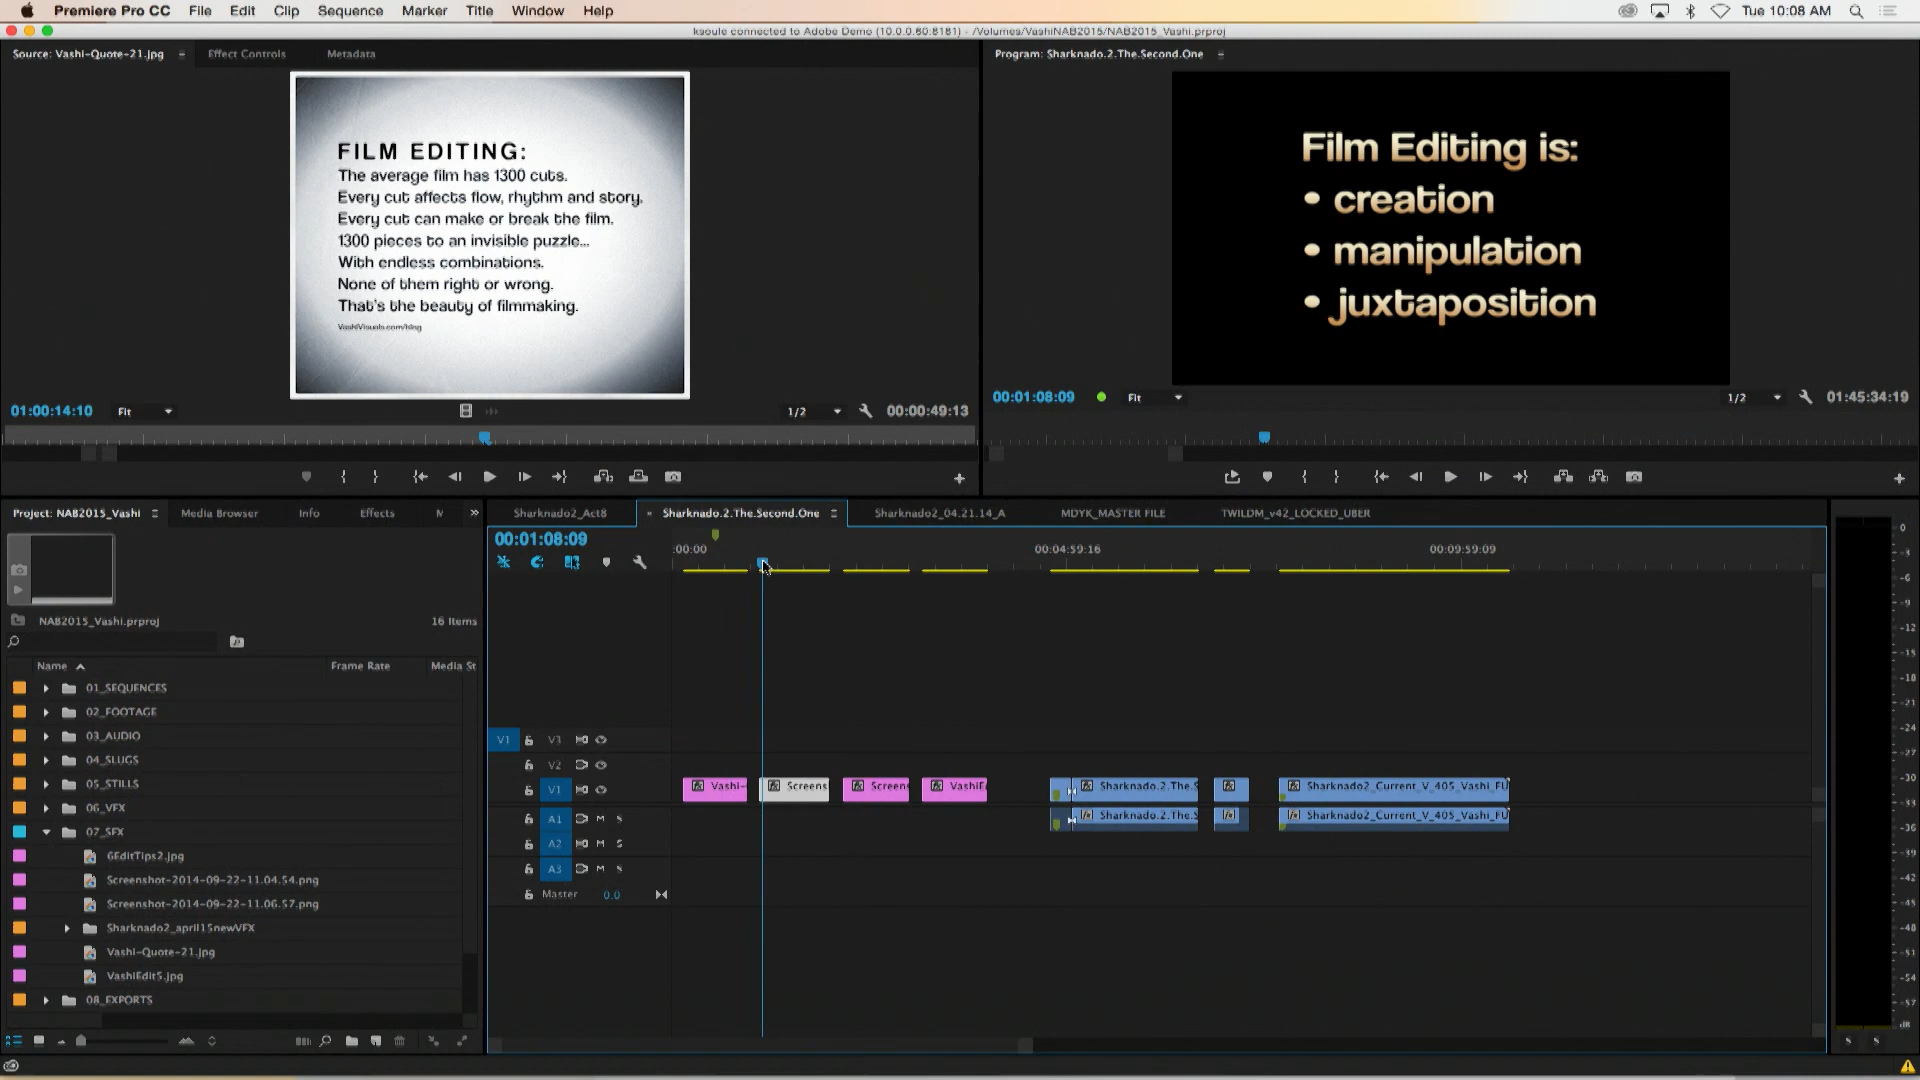 Premiere Pro CC File Edit Clip Sequence Marker Title Window Help Tue 10:08 AM
ksoule connected to Adobe Demo (10.0.0.60:8181) - /Volumes/VashiNAB2015/NAB2015_Vashi.prproj
Source: Vashi-Quote-21.jpg Effect Controls Metadata
Program: Sharknado.2.The.Second.One
FILM EDITING:
The average film has 1300 cuts.
Every cut affects flow, rhythm and story.
Every cut can make or break the film.
1300 pieces to an invisible puzzle...
With endless combinations.
None of them right or wrong.
That's the beauty of filmmaking.
VashiVisuals.com/blog
Film Editing is:
• creation
• manipulation
• juxtaposition
01:00:14:10 Fit 1/2 00:00:49:13
00:01:08:09 Fit 1/2 01:45:34:19
Project: NAB2015_Vashi Media Browser Info Effects M
Sharknado2_Act8 Sharknado.2.The.Second.One Sharknado2_04.21.14_A MDYK_MASTER FILE TWILDM_v42_LOCKED_UBER
00:01:08:09
:00:00 00:04:59:16 00:09:59:09
NAB2015_Vashi.prproj 16 Items
Name Frame Rate Media St
01_SEQUENCES
02_FOOTAGE
03_AUDIO
04_SLUGS
05_STILLS
06_VFX
07_SFX
6EditTips2.jpg
Screenshot-2014-09-22-11.04.54.png
Screenshot-2014-09-22-11.06.57.png
Sharknado2_april15newVFX
Vashi-Quote-21.jpg
VashiEdit5.jpg
08_EXPORTS
V1 V3
V2
V1 Vashi- Screens Screens VashiE Sharknado.2.The.S Sharknado2_Current_V_405_Vashi_FU
A1 M S Sharknado.2.The.S Sharknado2_Current_V_405_Vashi_FU
A2 M S
A3 M S
Master 0.0
0
-3
-6
-9
-12
-15
-18
-21
-24
-27
-30
-33
-36
-39
-42
-45
-48
-51
-54
-57
dB
S S